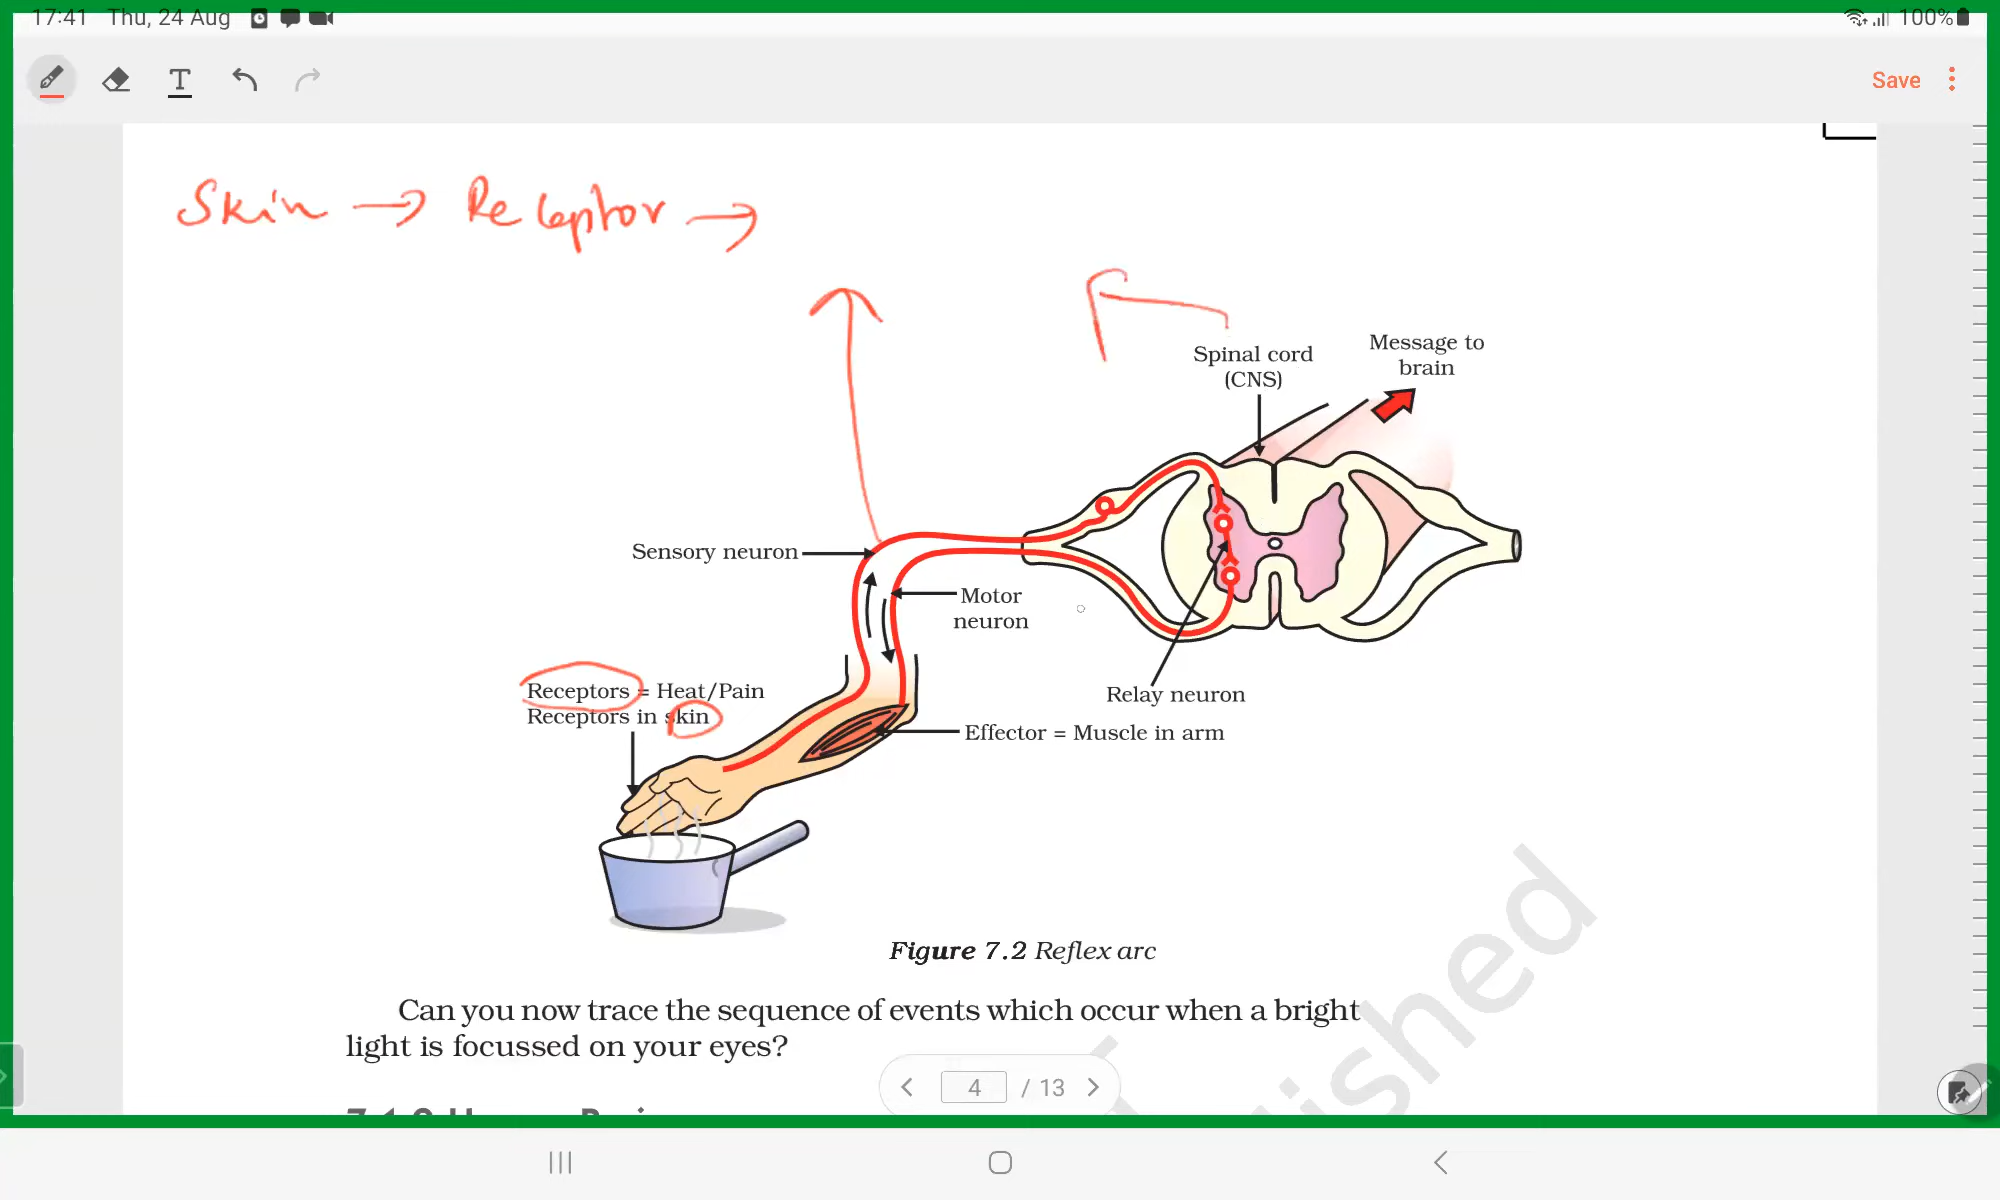 17:41 Thu, 24 Aug
100%
T
Save
Skin → Receptor →
Spinal cord
(CNS)
Message to
brain
Sensory neuron
Motor
neuron
Receptors = Heat/Pain
Receptors in skin
Relay neuron
Effector = Muscle in arm
Figure 7.2 Reflex arc
Can you now trace the sequence of events which occur when a bright
light is focussed on your eyes?
4 / 13